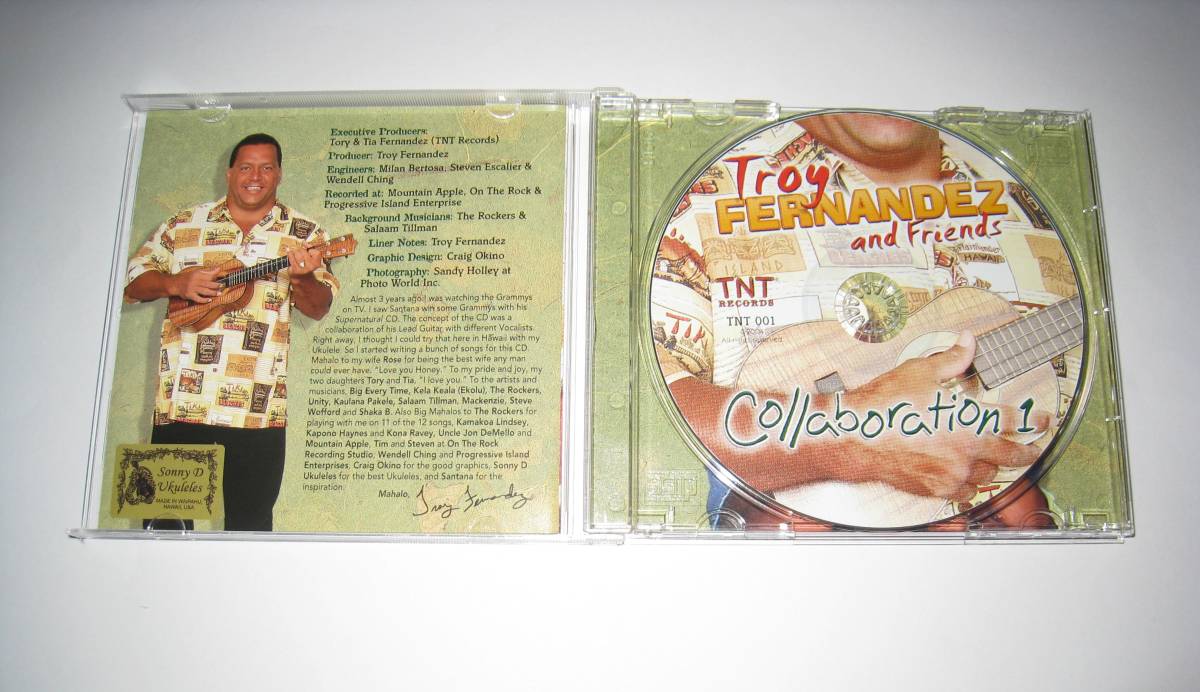 Executive Producers:
Tory & Tia Fernandez (TNT Records)
Producer: Troy Fernandez
Engineers: Milan Bertosa, Steven Escalier &
Wendell Ching
Recorded at: Mountain Apple, On The Rock &
Progressive Island Enterprise
Background Musicians: The Rockers &
Salaam Tillman
Liner Notes: Troy Fernandez
Graphic Design: Craig Okino
Photography: Sandy Holley at
Photo World Inc.
Almost 3 years ago I was watching the Grammys
on TV. I saw Santana win some Grammys with his
Supernatural CD. The concept of the CD was a
collaboration of his Lead Guitar with different Vocalists.
Right away, I thought I could try that here in Hawaii with my
Ukulele. So I started writing a bunch of songs for this CD.
Mahalo to my wife Rose for being the best wife any man
could ever have. "Love you Honey." To my pride and joy, my
two daughters Tory and Tia, "I love you." To the artists and
musicians, Big Every Time, Kela Keala (Ekolu), The Rockers,
Unity, Kaulana Pakele, Salaam Tillman, Mackenzie, Steve
Wofford and Shaka B. Also Big Mahalos to The Rockers for
playing with me on 11 of the 12 songs, Kamakoa Lindsey,
Kapono Haynes and Kona Ravey, Uncle Jon DeMello and
Mountain Apple, Tim and Steven at On The Rock
Recording Studio, Wendell Ching and Progressive Island
Enterprises, Craig Okino for the good graphics, Sonny D
Ukuleles for the best Ukuleles, and Santana for the
inspiration.
Mahalo,
Troy Fernandez
Sonny D
Ukuleles
MADE IN WAIPAHU,
HAWAII, USA
Troy
FERNANDEZ
and Friends
ISLAND
HAWAII
TNT
RECORDS
TNT 001
All rights reserved
Collaboration 1